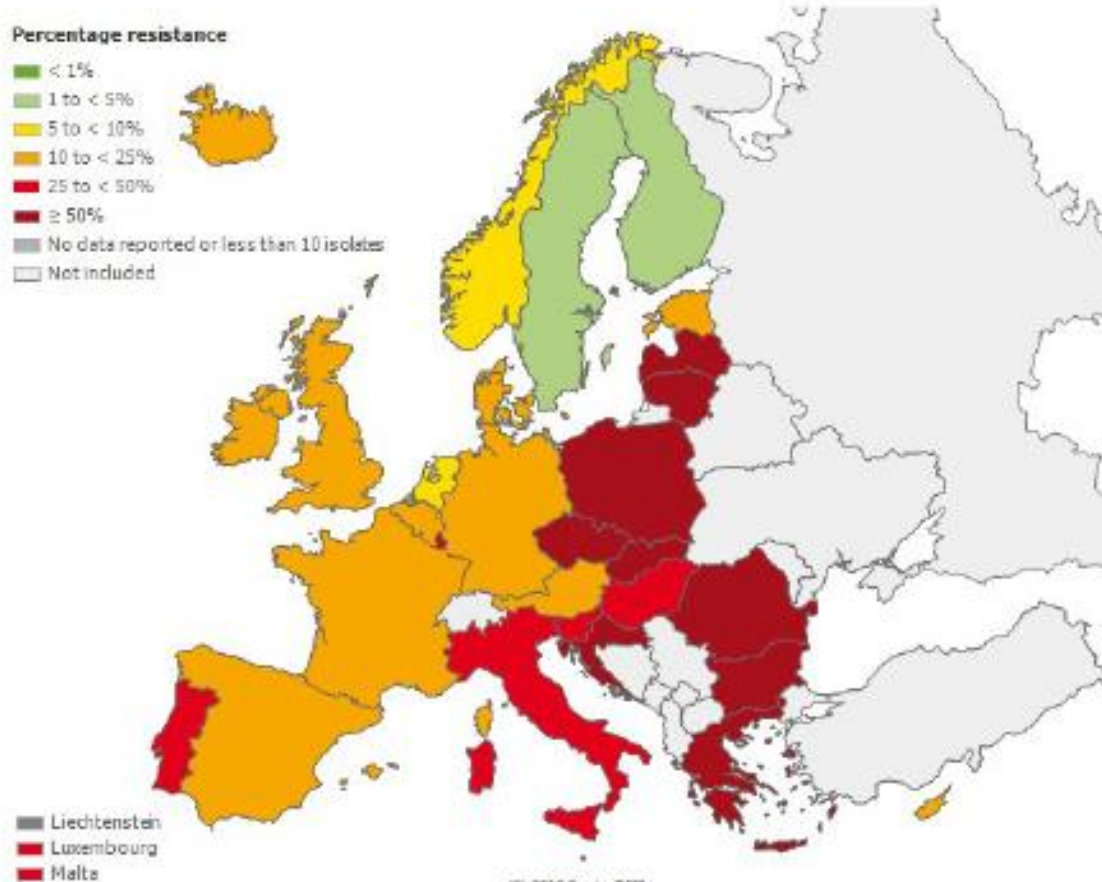 Percentage resistance
< 1%
1 to < 5%
5 to < 10%
10 to < 25%
25 to < 50%
≥ 50%
No data reported or less than 10 isolates
Not included
Liechtenstein
Luxembourg
Malta